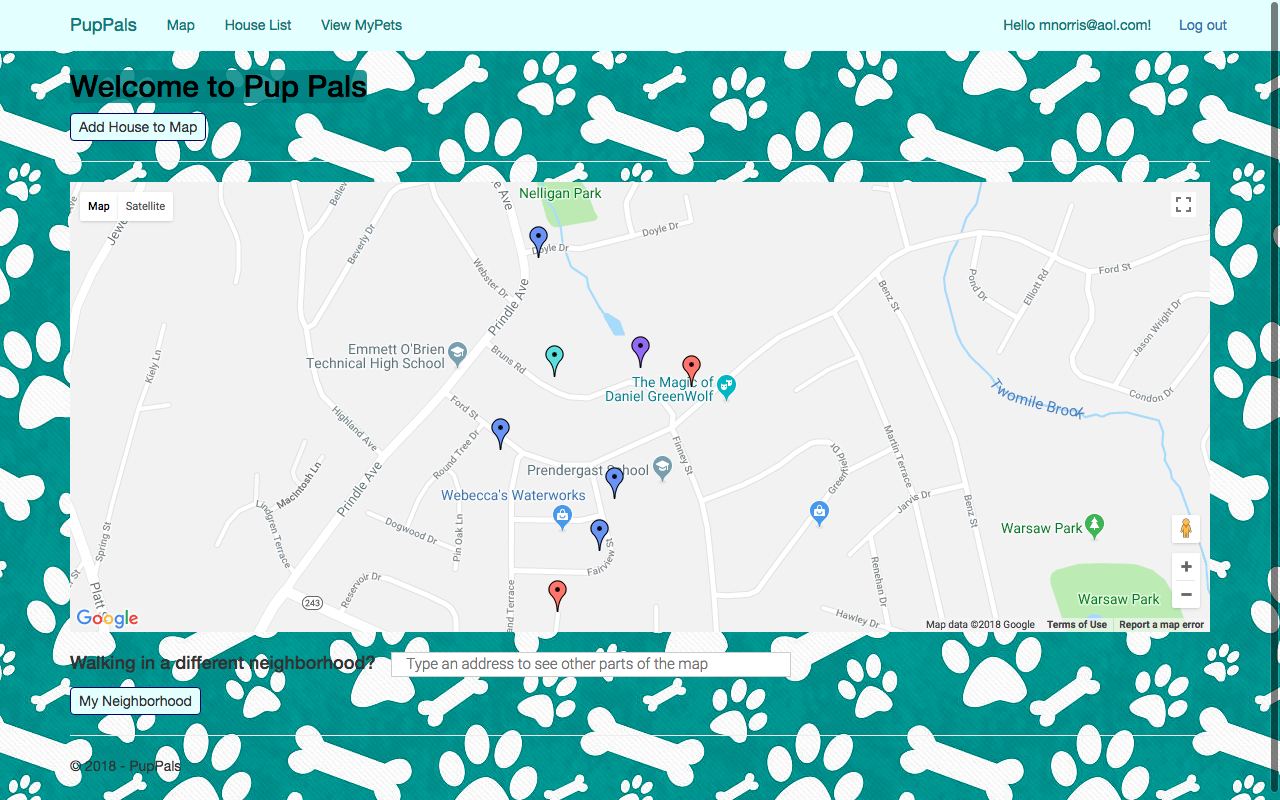 PupPals Map House List View MyPets Hello mnorris@aol.com! Log out
Welcome to Pup Pals
Add House to Map
Map Satellite
Nelligan Park
Doyle Dr
Doyle Dr
Beverly Dr
Webster Dr
Prindle Ave
Ford St
Elliott Rd
Pond Dr
Benz St
Jason Wright Dr
Kiely Ln
Emmett O'Brien
Technical High School
Bruns Rd
The Magic of
Daniel GreenWolf
Condon Dr
Twomile Brook
Highland Ave
Ford St
Round Tree Dr
Finney St
Martin Terrace
Prendergast School
Macintosh Ln
Prindle Ave
Webecca's Waterworks
Jarvis Dr
Benz St
Lindgren Terrace
Dogwood Dr
Pin Oak Ln
Spring St
Warsaw Park
Fairview St
Reservoir Dr
Renehan Dr
243
Warsaw Park
Hawley Dr
Google
Map data ©2018 Google Terms of Use Report a map error
Walking in a different neighborhood? Type an address to see other parts of the map
My Neighborhood
© 2018 - PupPals